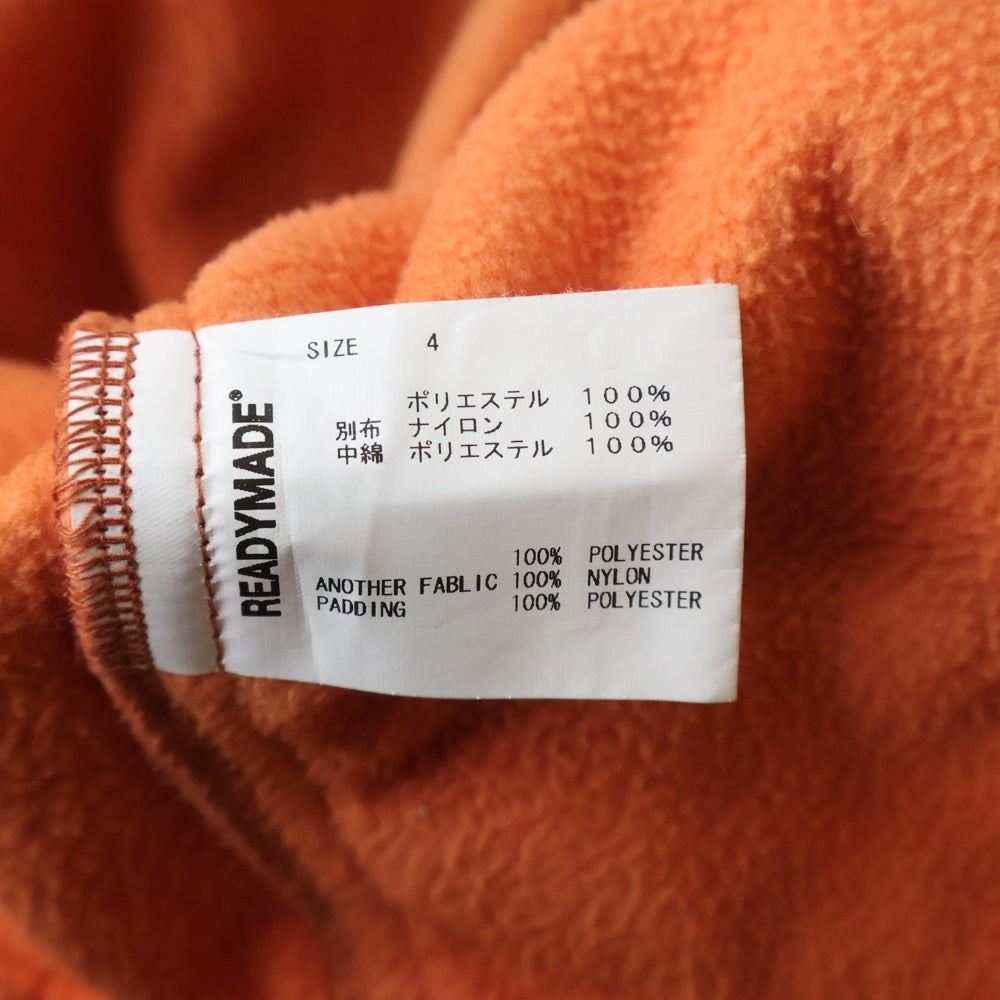 SIZE 4
READYMADE®
ポリエステル 100%
別布 ナイロン 100%
中綿 ポリエステル 100%
100% POLYESTER
ANOTHER FABLIC 100% NYLON
PADDING 100% POLYESTER